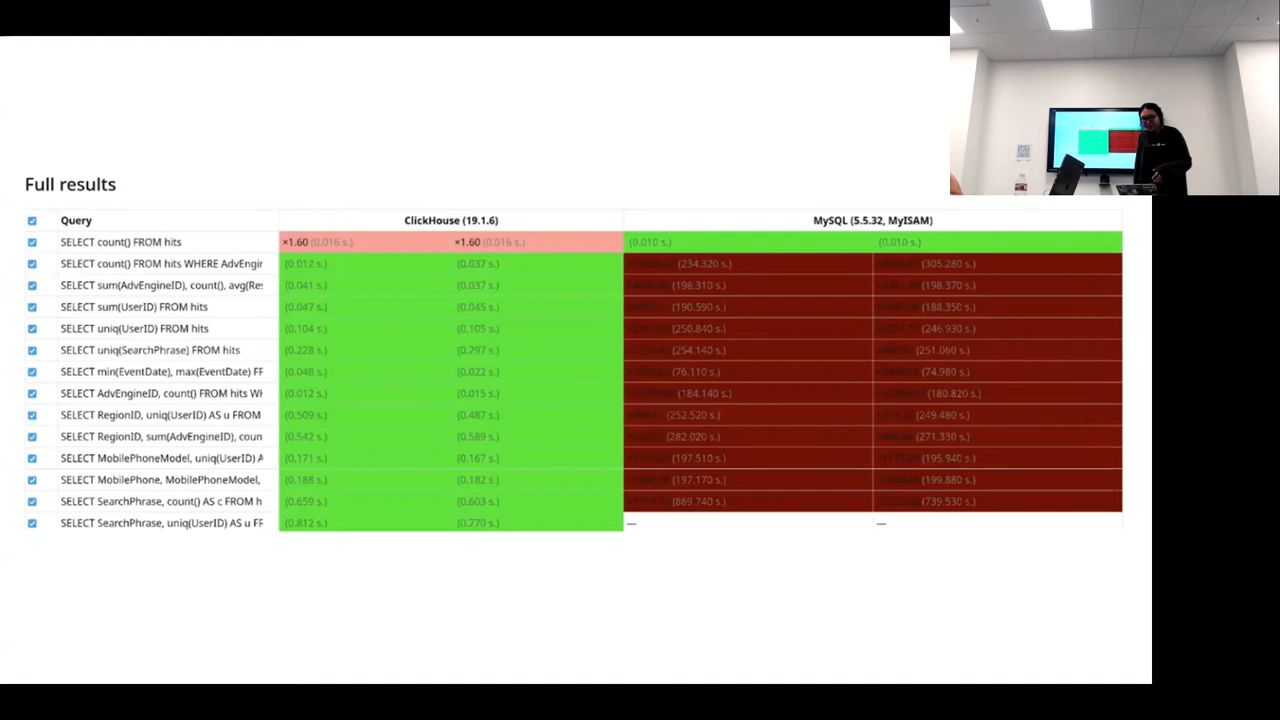 Full results
Query ClickHouse (19.1.6) MySQL (5.5.32, MyISAM)
SELECT count() FROM hits ×1.60 (0.016 s.) ×1.60 (0.016 s.) (0.010 s.) (0.010 s.)
SELECT count() FROM hits WHERE AdvEngin (0.012 s.) (0.037 s.) (234.320 s.) (305.280 s.)
SELECT sum(AdvEngineID), count(), avg(Res (0.041 s.) (0.037 s.) (198.310 s.) (198.370 s.)
SELECT sum(UserID) FROM hits (0.047 s.) (0.045 s.) (190.590 s.) (188.350 s.)
SELECT uniq(UserID) FROM hits (0.104 s.) (0.105 s.) (250.840 s.) (246.930 s.)
SELECT uniq(SearchPhrase) FROM hits (0.228 s.) (0.297 s.) (254.140 s.) (251.060 s.)
SELECT min(EventDate), max(EventDate) FF (0.048 s.) (0.022 s.) (76.110 s.) (74.980 s.)
SELECT AdvEngineID, count() FROM hits WH (0.012 s.) (0.015 s.) (184.140 s.) (180.820 s.)
SELECT RegionID, uniq(UserID) AS u FROM (0.509 s.) (0.487 s.) (252.520 s.) (249.480 s.)
SELECT RegionID, sum(AdvEngineID), coun (0.542 s.) (0.589 s.) (282.020 s.) (271.330 s.)
SELECT MobilePhoneModel, uniq(UserID) A (0.171 s.) (0.167 s.) (197.510 s.) (195.940 s.)
SELECT MobilePhone, MobilePhoneModel, (0.188 s.) (0.182 s.) (197.170 s.) (199.880 s.)
SELECT SearchPhrase, count() AS c FROM h (0.659 s.) (0.603 s.) (869.740 s.) (739.530 s.)
SELECT SearchPhrase, uniq(UserID) AS u FF (0.812 s.) (0.770 s.) — —